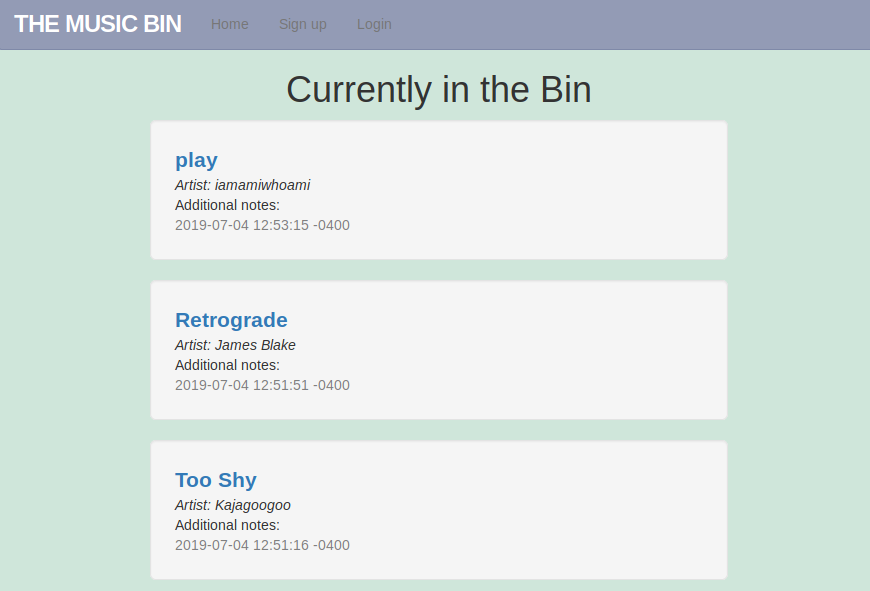 THE MUSIC BIN Home Sign up Login
Currently in the Bin
play
Artist: iamamiwhoami
Additional notes:
2019-07-04 12:53:15 -0400
Retrograde
Artist: James Blake
Additional notes:
2019-07-04 12:51:51 -0400
Too Shy
Artist: Kajagoogoo
Additional notes:
2019-07-04 12:51:16 -0400